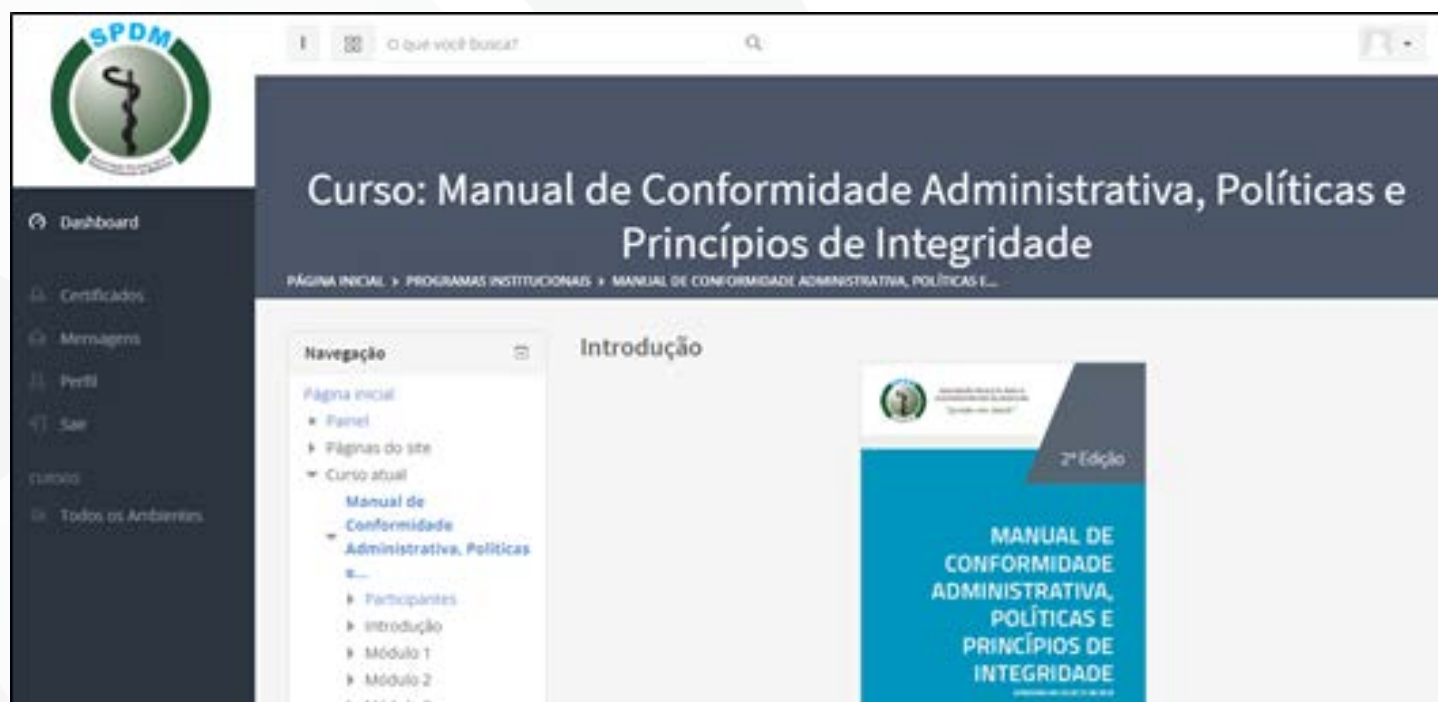 SPDM
O que você busca?
Dashboard
Certificados
Mensagens
Perfil
Sair
CURSOS
Todos os Ambientes
Curso: Manual de Conformidade Administrativa, Políticas e
Princípios de Integridade
PÁGINA INICIAL > PROGRAMAS INSTITUCIONAIS > MANUAL DE CONFORMIDADE ADMINISTRATIVA, POLÍTICAS E...
Navegação
Página inicial
Painel
Páginas do site
Curso atual
Manual de
Conformidade
Administrativa, Políticas
e...
Participantes
Introdução
Módulo 1
Módulo 2
Introdução
SPDM
2ª Edição
MANUAL DE
CONFORMIDADE
ADMINISTRATIVA,
POLÍTICAS E
PRINCÍPIOS DE
INTEGRIDADE